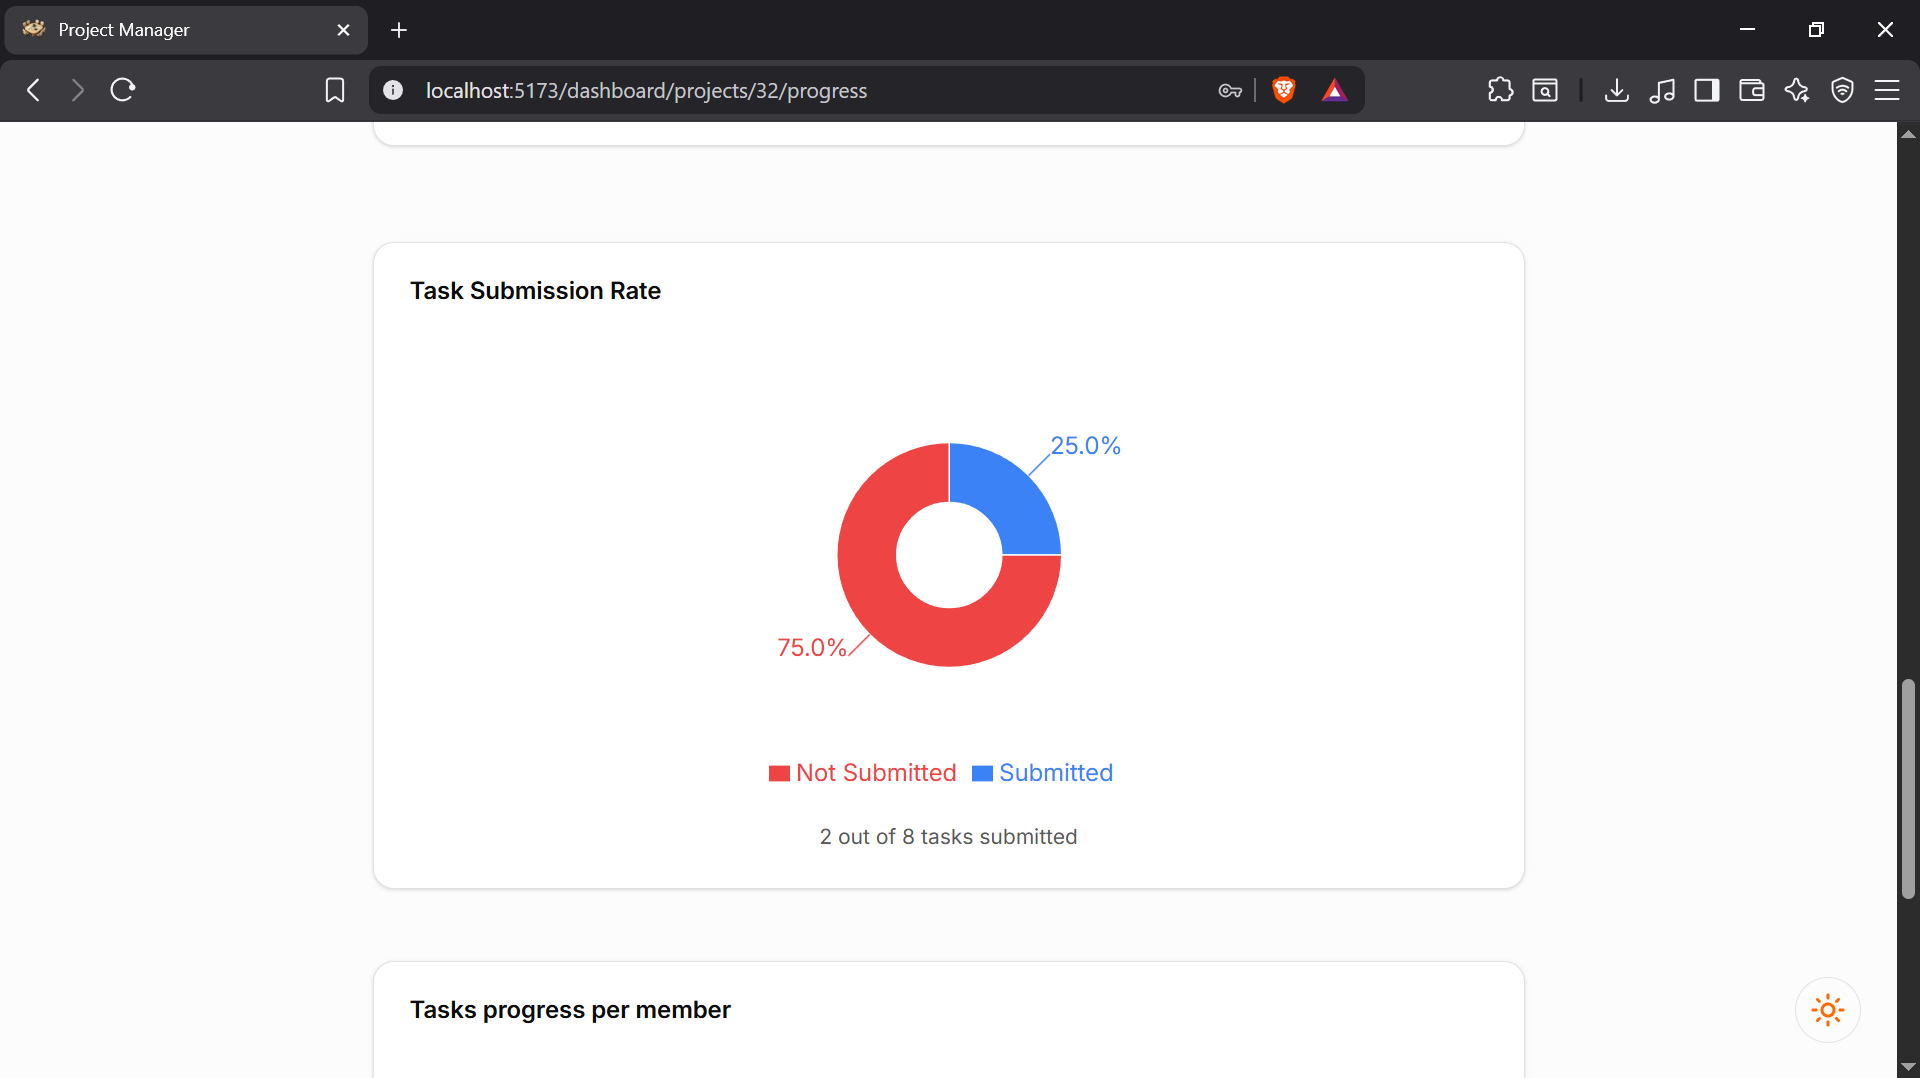 Project Manager
localhost:5173/dashboard/projects/32/progress
Task Submission Rate
25.0%
75.0%
Not Submitted Submitted
2 out of 8 tasks submitted
Tasks progress per member